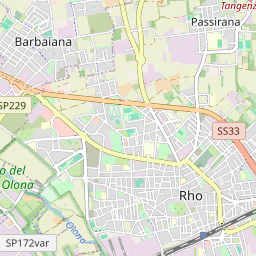 Tangenz
Passirana
Barbaiana
SP229
SS33
o del
Olona
Rho
Olona
SP172var